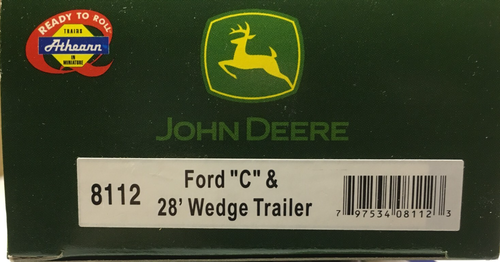 READY TO ROLL
TRAINS
Athearn
IN
MINIATURE
JOHN DEERE
8112
Ford "C" &
28' Wedge Trailer
7 97534 08112 3